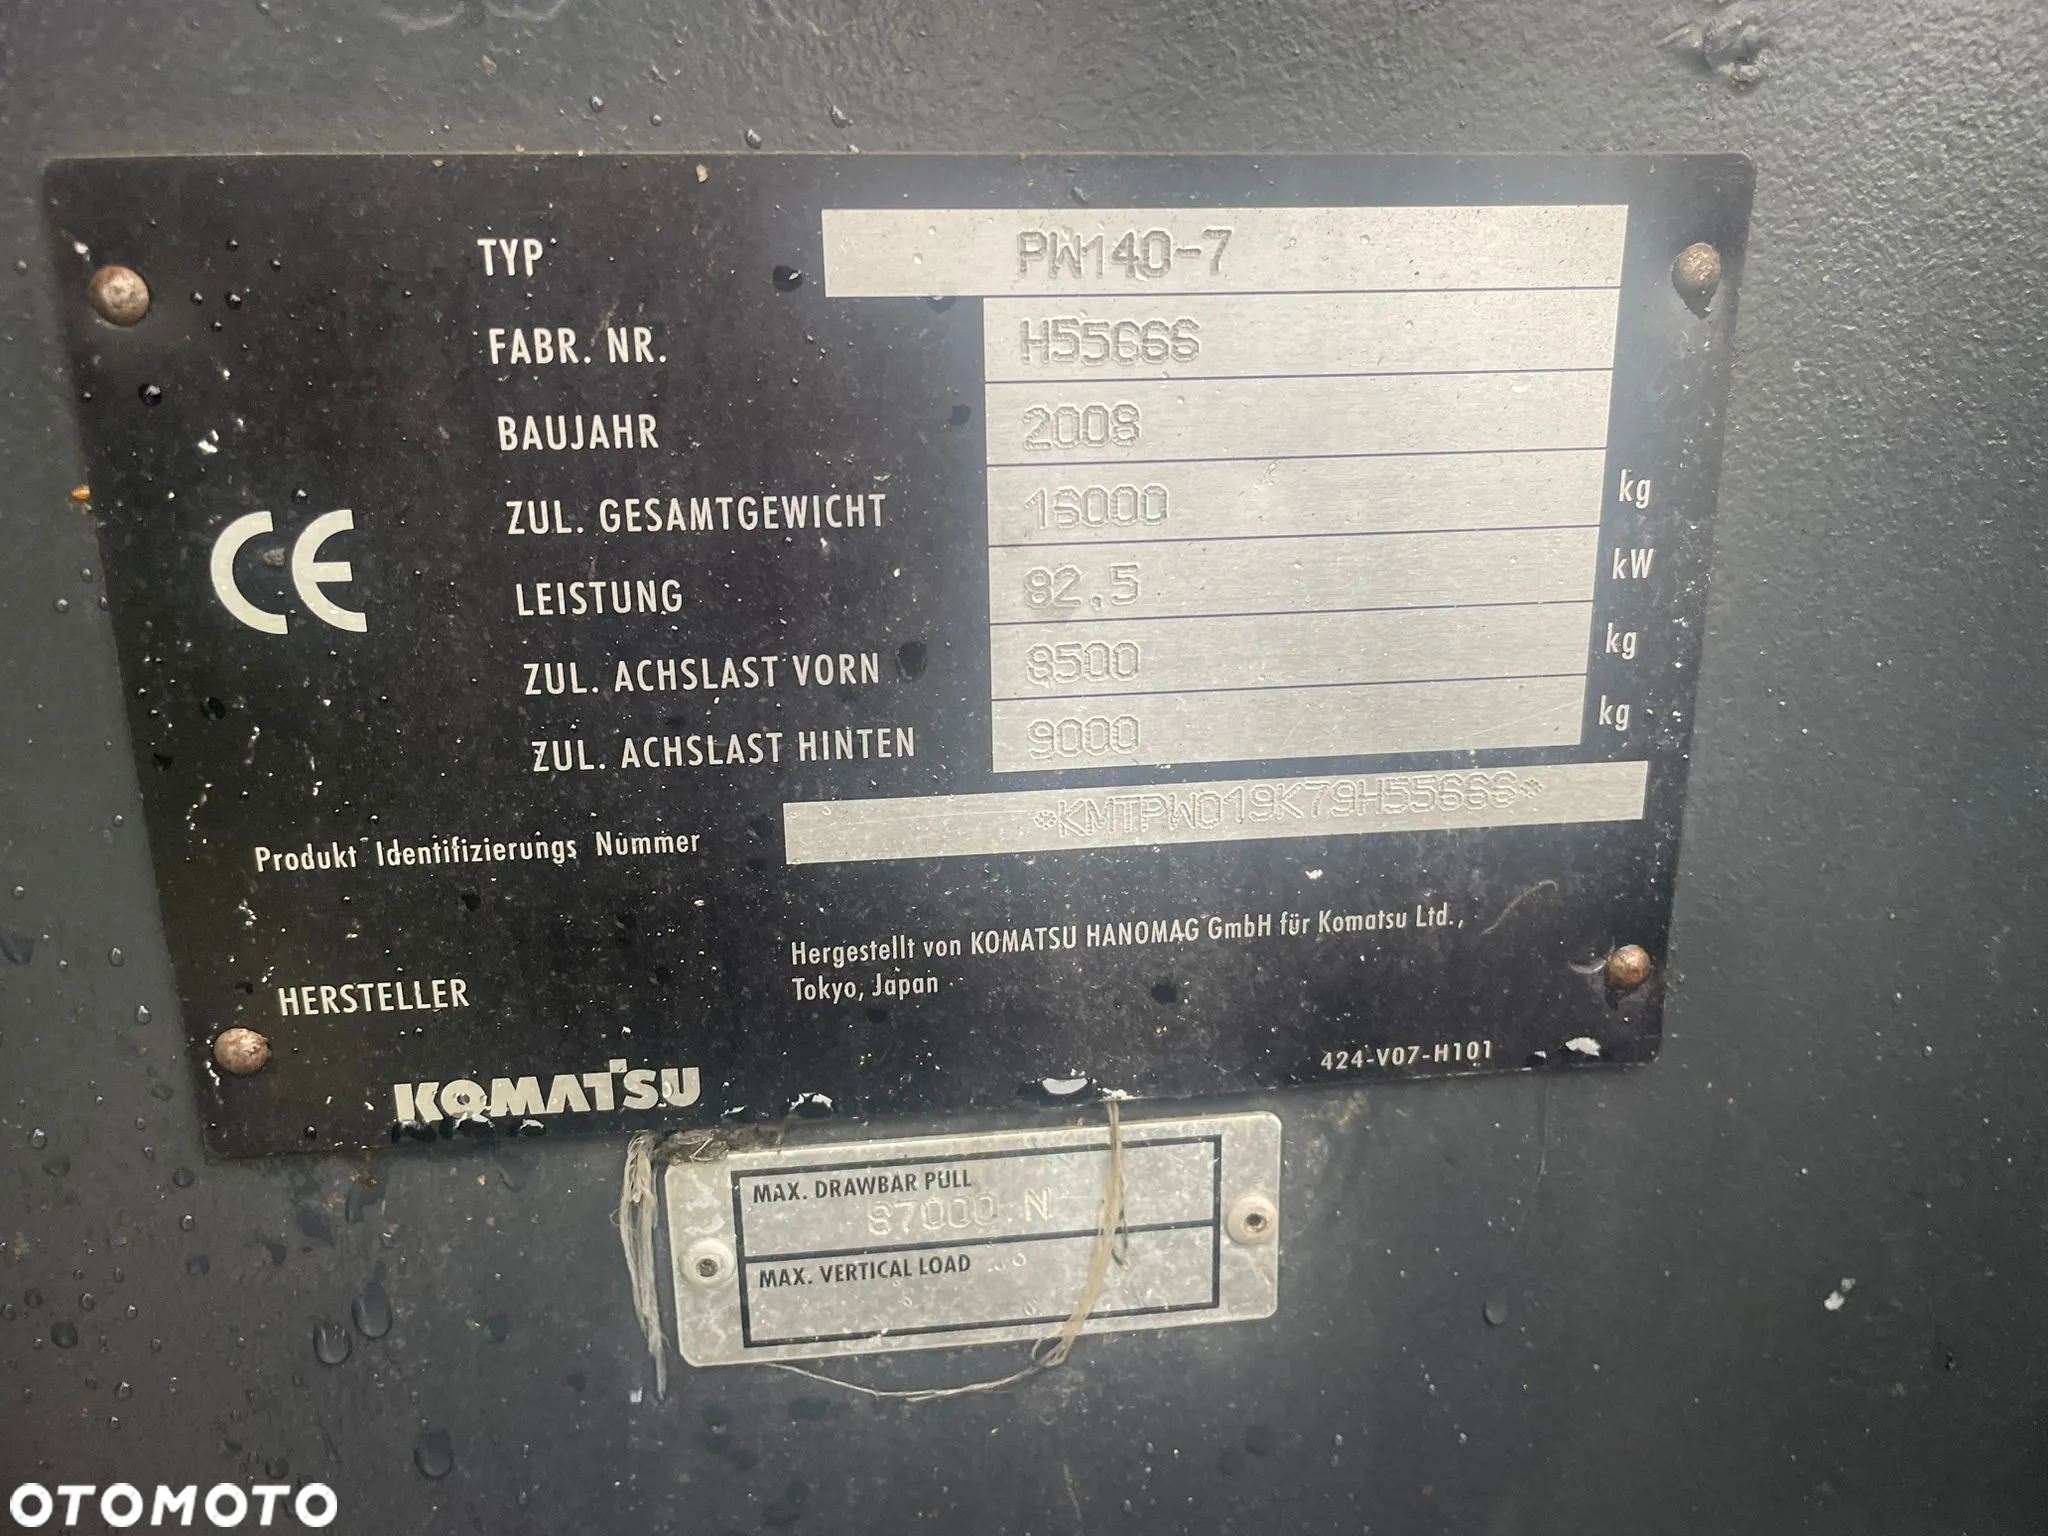 TYP PW140-7
FABR. NR. H55666
BAUJAHR 2008
ZUL. GESAMTGEWICHT 16000 kg
LEISTUNG 82,5 kW
ZUL. ACHSLAST VORN 8500 kg
ZUL. ACHSLAST HINTEN 9000 kg
CE
Produkt Identifizierungs Nummer *KMTPW019K79H55666*
HERSTELLER
Hergestellt von KOMATSU HANOMAG GmbH für Komatsu Ltd.,
Tokyo, Japan
KOMATSU
424-V07-H101
MAX. DRAWBAR PULL
87000 N
MAX. VERTICAL LOAD
OTOMOTO